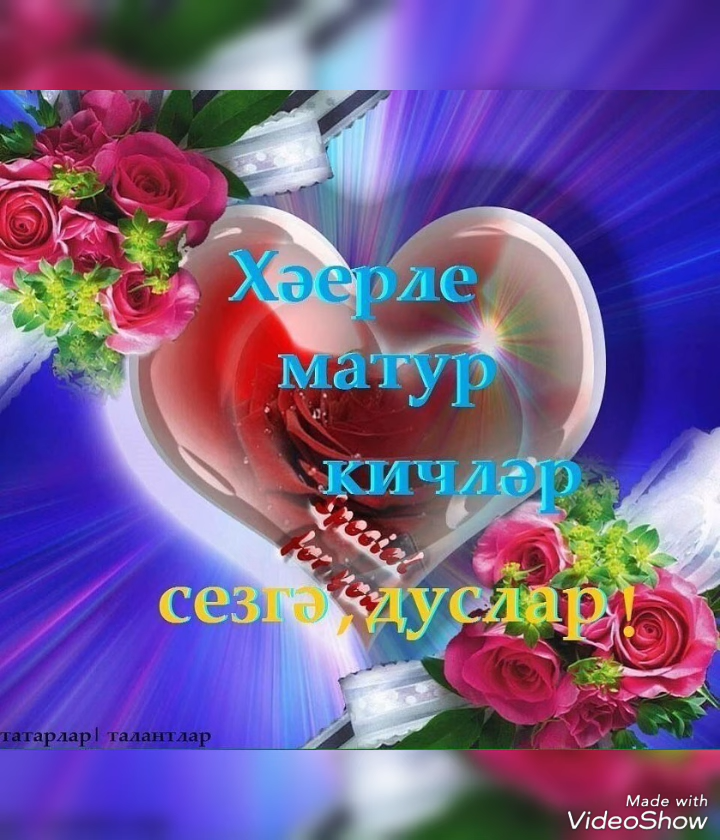 Хәерле
матур
кичләр
Special
for you
сезгә, дуслар!
татарлар| талантлар
Made with
VideoShow